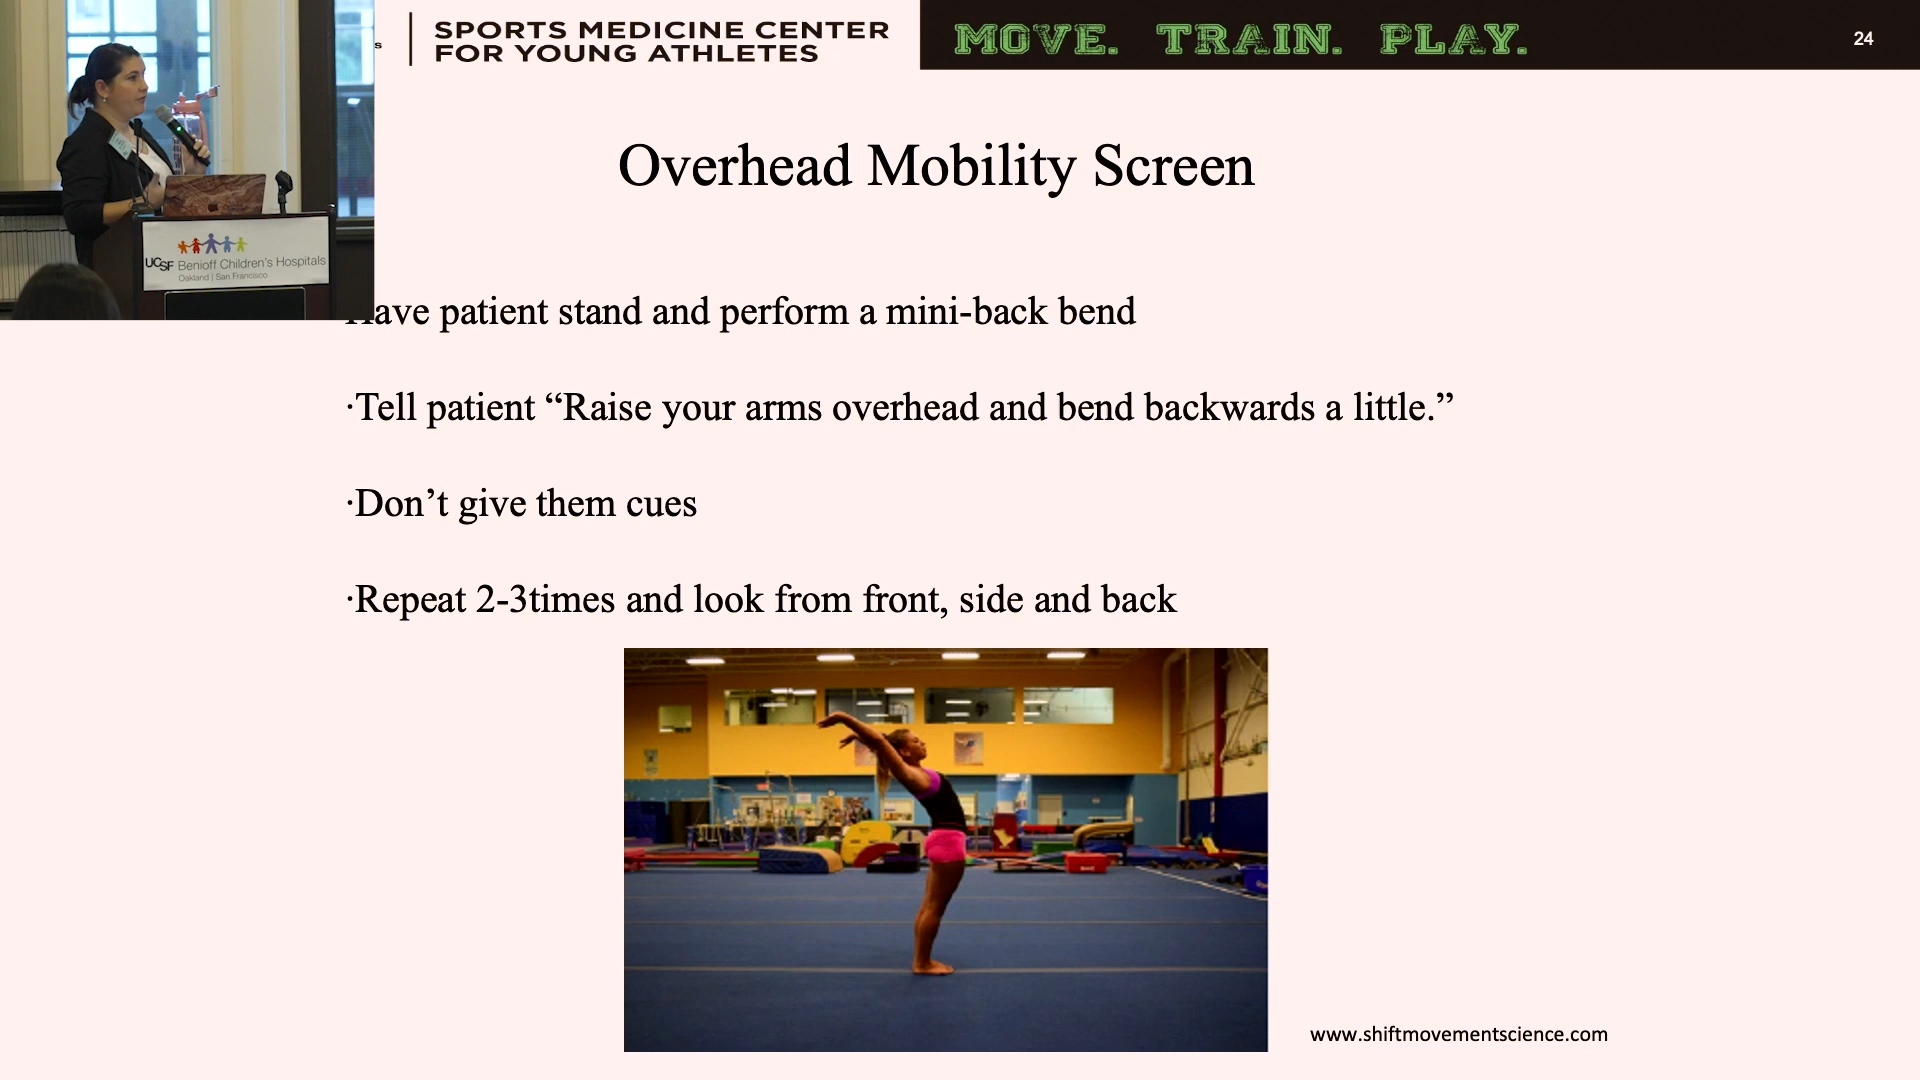 s
SPORTS MEDICINE CENTER
FOR YOUNG ATHLETES
MOVE. TRAIN. PLAY.
24
Overhead Mobility Screen
UCSF Benioff Children's Hospitals
Oakland | San Francisco
ave patient stand and perform a mini-back bend
·Tell patient “Raise your arms overhead and bend backwards a little.”
·Don’t give them cues
·Repeat 2-3times and look from front, side and back
www.shiftmovementscience.com